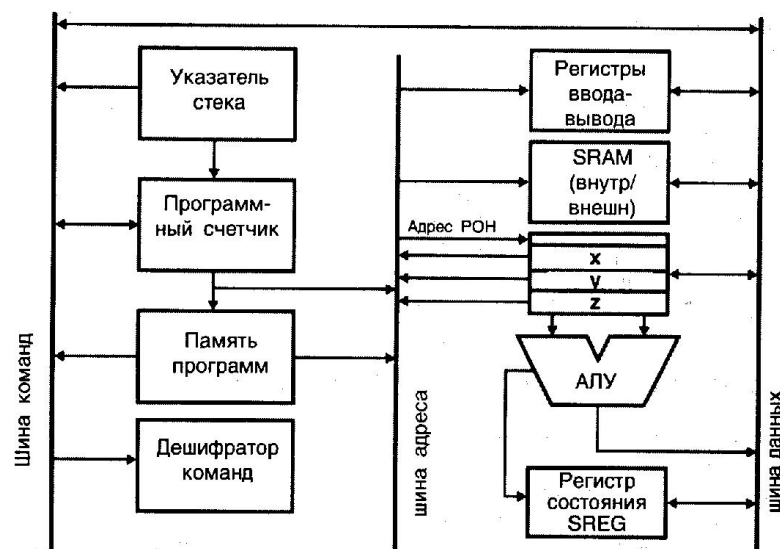 Указатель
стека
Программ-
ный счетчик
Память
программ
Дешифратор
команд
Шина команд
шина адреса
Адрес РОН
Регистры
ввода-
вывода
SRAM
(внутр/
внешн)
x
y
z
АЛУ
Регистр
состояния
SREG
шина данных